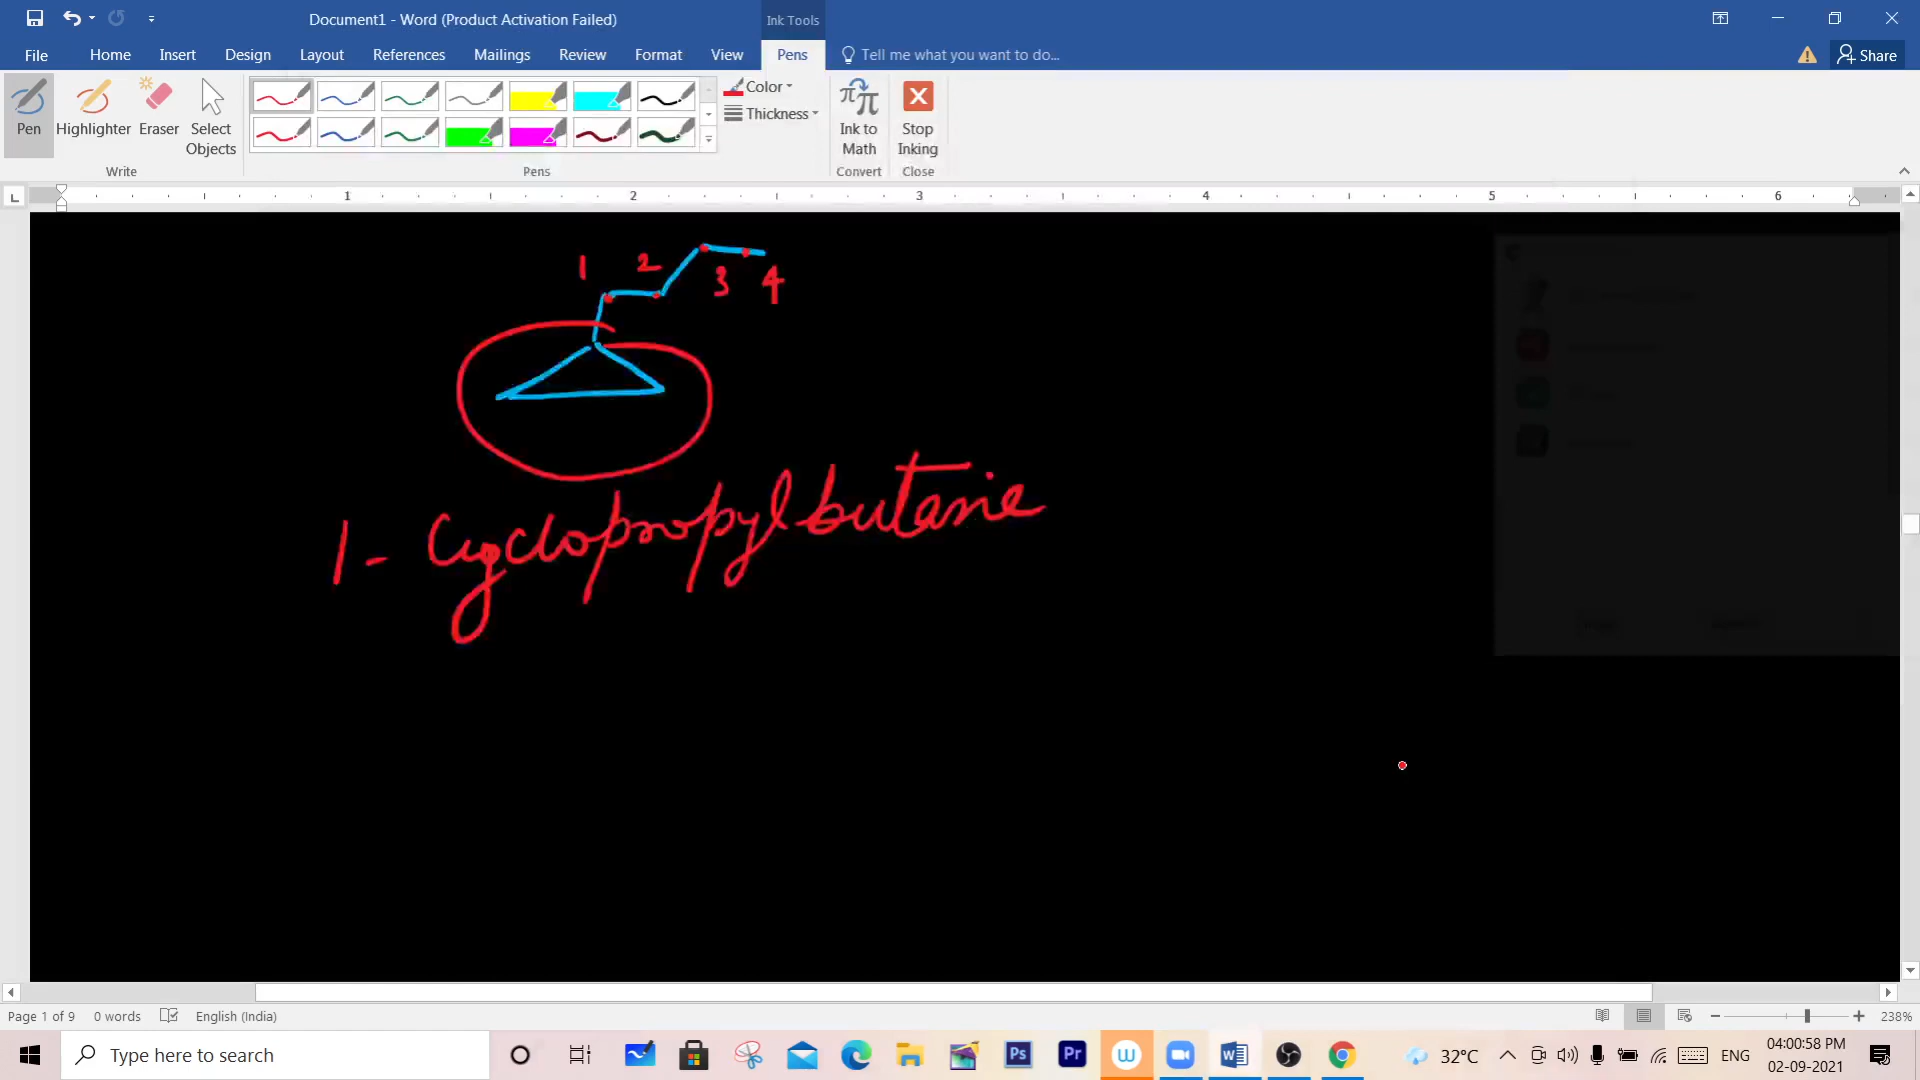 Document1 - Word (Product Activation Failed)
Ink Tools
File Home Insert Design Layout References Mailings Review Format View Pens Tell me what you want to do... Share
Pen Highlighter Eraser Select Objects
Color
Thickness
Ink to Math
Stop Inking
Write Pens Convert Close
1 2 3 4 5 6
1 2 3 4
1- Cyclopropylbutane
Page 1 of 9 0 words English (India) 238%
Type here to search
Ps Pr W 32°C ENG
04:00:58 PM
02-09-2021